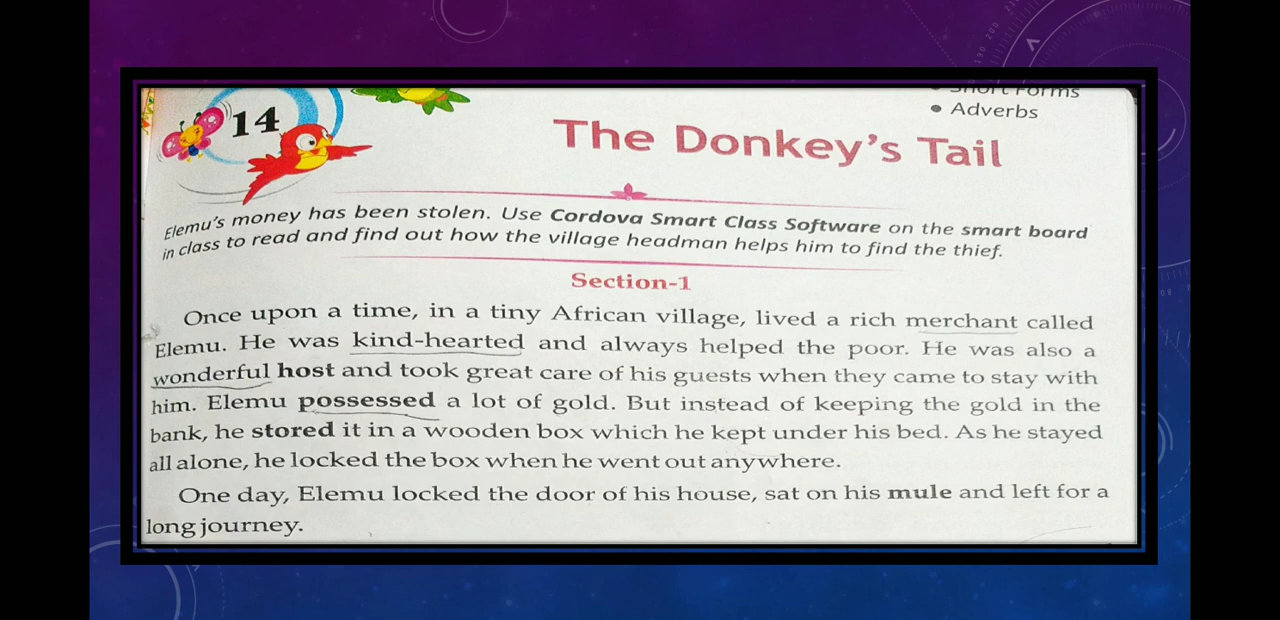 14
Short Forms
• Adverbs
The Donkey's Tail
Elemu's money has been stolen. Use Cordova Smart Class Software on the smart board
in class to read and find out how the village headman helps him to find the thief.
Section-1
Once upon a time, in a tiny African village, lived a rich merchant called
Elemu. He was kind-hearted and always helped the poor. He was also a
wonderful host and took great care of his guests when they came to stay with
him. Elemu possessed a lot of gold. But instead of keeping the gold in the
bank, he stored it in a wooden box which he kept under his bed. As he stayed
all alone, he locked the box when he went out anywhere.
One day, Elemu locked the door of his house, sat on his mule and left for a
long journey.